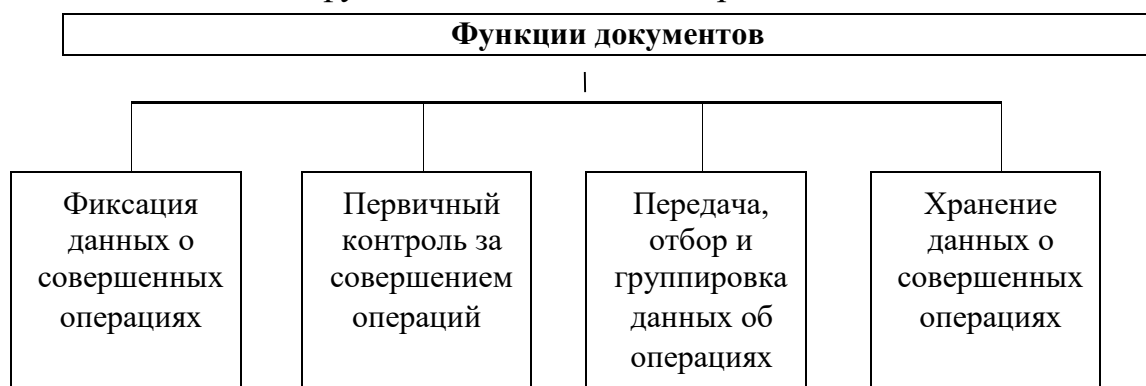 Функции документов
Фиксация
данных о
совершенных
операциях
Первичный
контроль за
совершением
операций
Передача,
отбор и
группировка
данных об
операциях
Хранение
данных о
совершенных
операциях